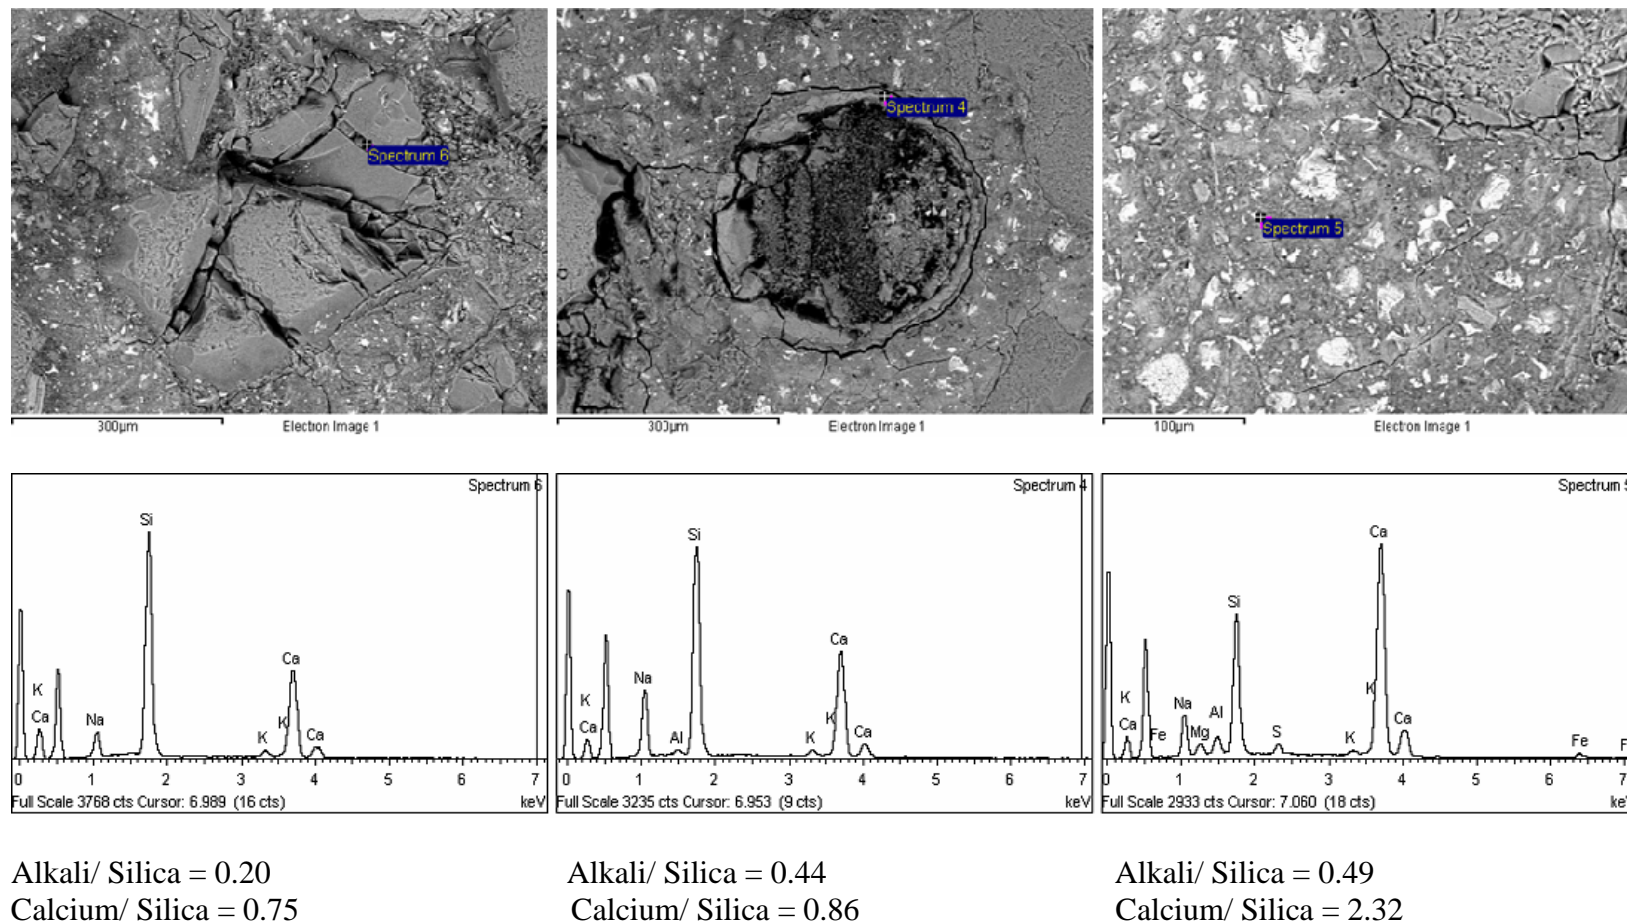 Spectrum 6
Spectrum 4
Spectrum 5
300µm Electron Image 1
300µm Electron Image 1
100µm Electron Image 1
Spectrum 6
Si
K
Ca
Na
K
K
Ca
Ca
0 1 2 3 4 5 6 7
Full Scale 3768 cts Cursor: 6.989 (16 cts) keV
Spectrum 4
Si
K
Ca
Na
Al
K
K
Ca
Ca
0 1 2 3 4 5 6 7
Full Scale 3235 cts Cursor: 6.953 (9 cts) keV
Spectrum 5
Ca
Si
K
Ca
Fe
Na
Mg
Al
S
K
K
Ca
Fe
F
0 1 2 3 4 5 6 7
Full Scale 2933 cts Cursor: 7.060 (18 cts) keV
Alkali/ Silica = 0.20
Calcium/ Silica = 0.75
Alkali/ Silica = 0.44
Calcium/ Silica = 0.86
Alkali/ Silica = 0.49
Calcium/ Silica = 2.32